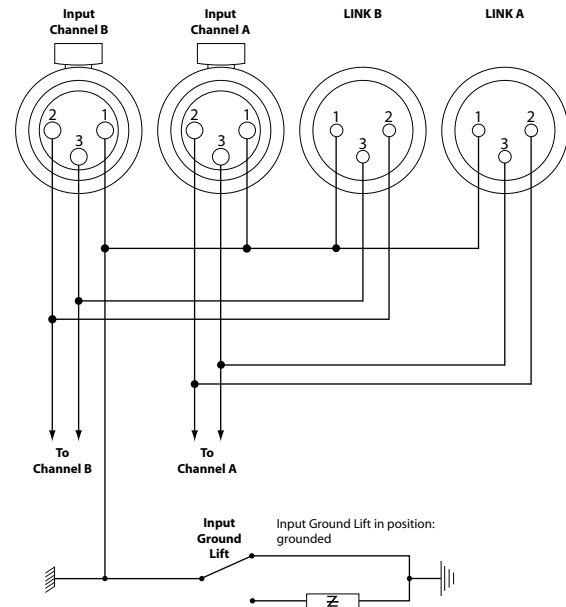 Input
Channel B
Input
Channel A
LINK B
LINK A
2
1
3
2
1
3
1
2
3
1
2
3
To
Channel B
To
Channel A
Input
Ground
Lift
Input Ground Lift in position:
grounded
Z